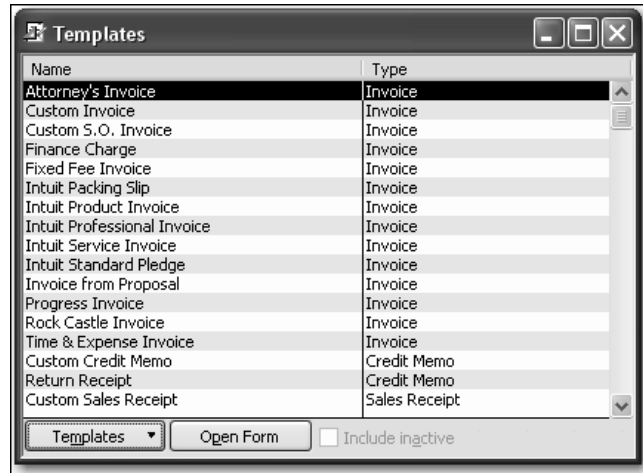 Templates
Name Type
Attorney's Invoice Invoice
Custom Invoice Invoice
Custom S.O. Invoice Invoice
Finance Charge Invoice
Fixed Fee Invoice Invoice
Intuit Packing Slip Invoice
Intuit Product Invoice Invoice
Intuit Professional Invoice Invoice
Intuit Service Invoice Invoice
Intuit Standard Pledge Invoice
Invoice from Proposal Invoice
Progress Invoice Invoice
Rock Castle Invoice Invoice
Time & Expense Invoice Invoice
Custom Credit Memo Credit Memo
Return Receipt Credit Memo
Custom Sales Receipt Sales Receipt
Templates Open Form Include inactive